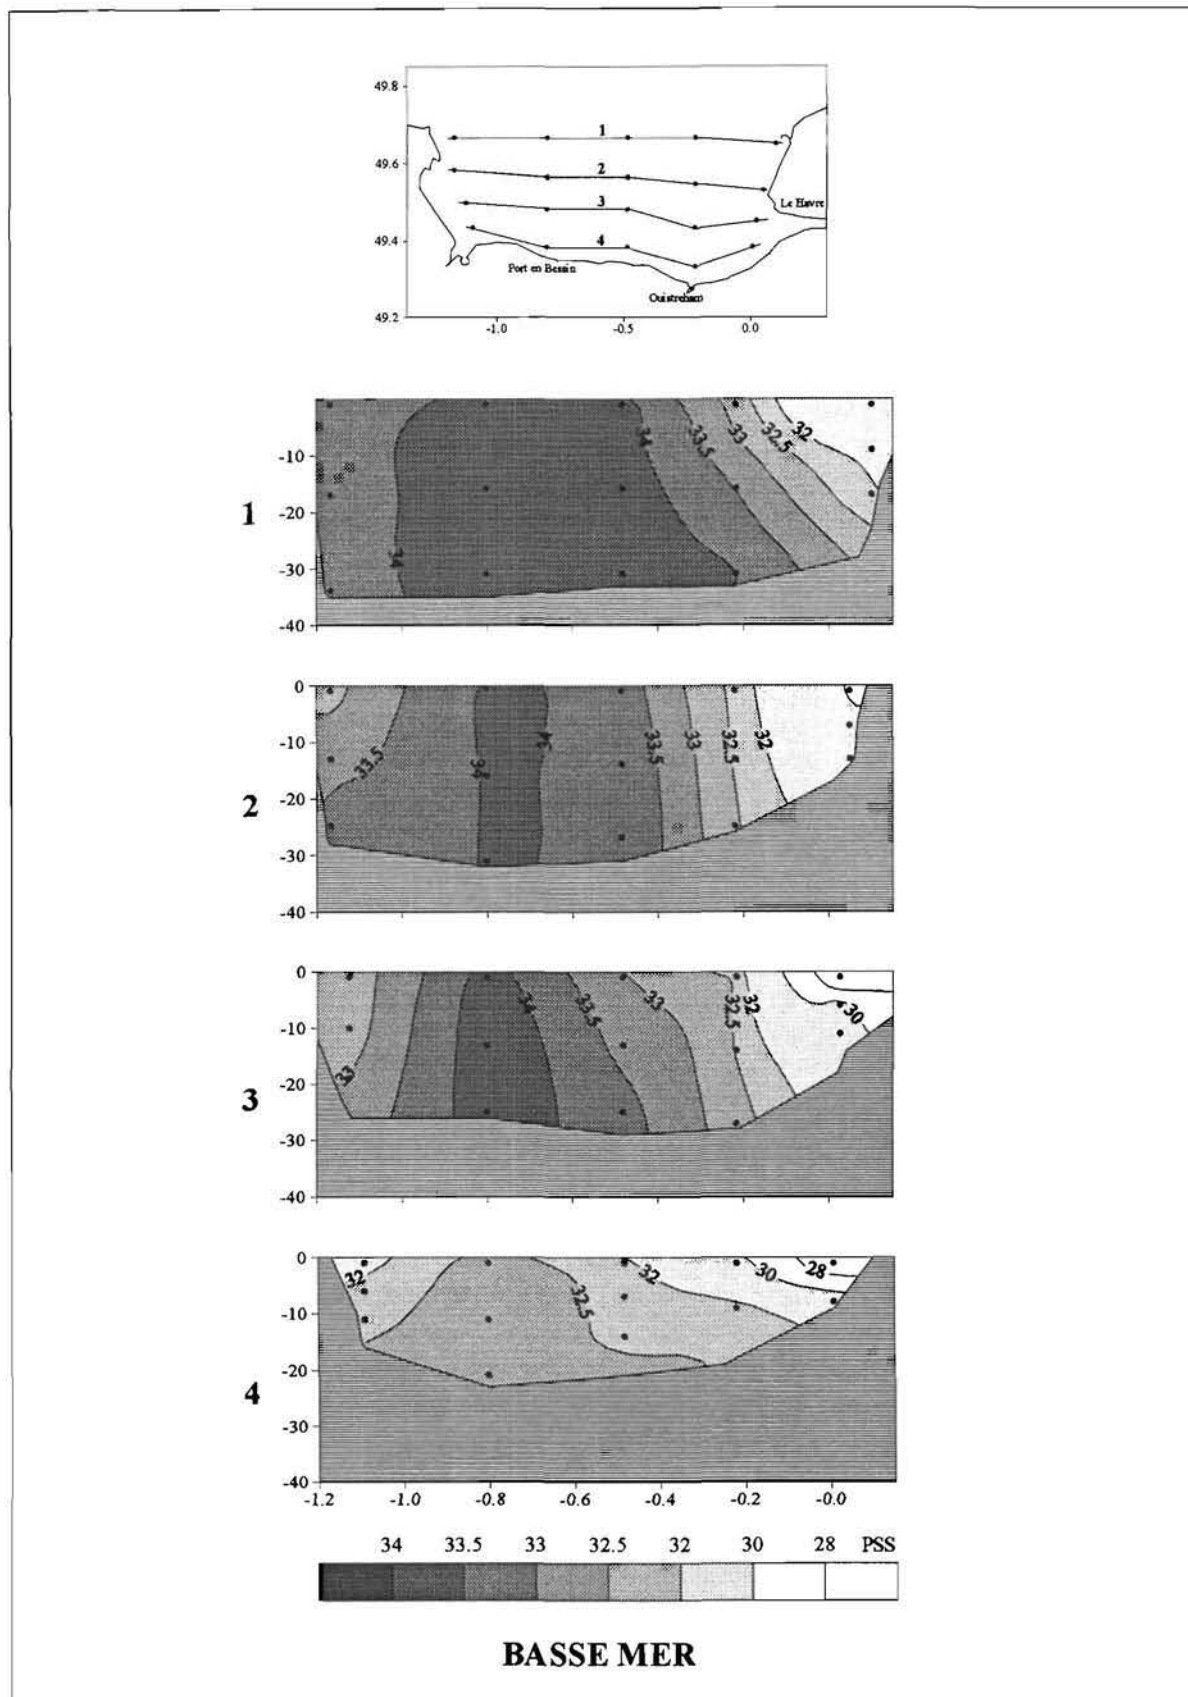 49.8
1
49.6
2
Le Havre
3
49.4
4
Port en Bessin
Ouistreham
49.2
-1.0 -0.5 0.0
34 33.5 33 32.5 32
-10
1
-20
34
-30
-40
0
33.5 34 34 33.5 33 32.5 32
-10
2
-20
-30
-40
0
33 34 33.5 33 32.5 32 30
-10
3
-20
-30
-40
0
32 32.5 32 30 28
-10
4
-20
-30
-40
-1.2 -1.0 -0.8 -0.6 -0.4 -0.2 -0.0
34 33.5 33 32.5 32 30 28 PSS
BASSE MER